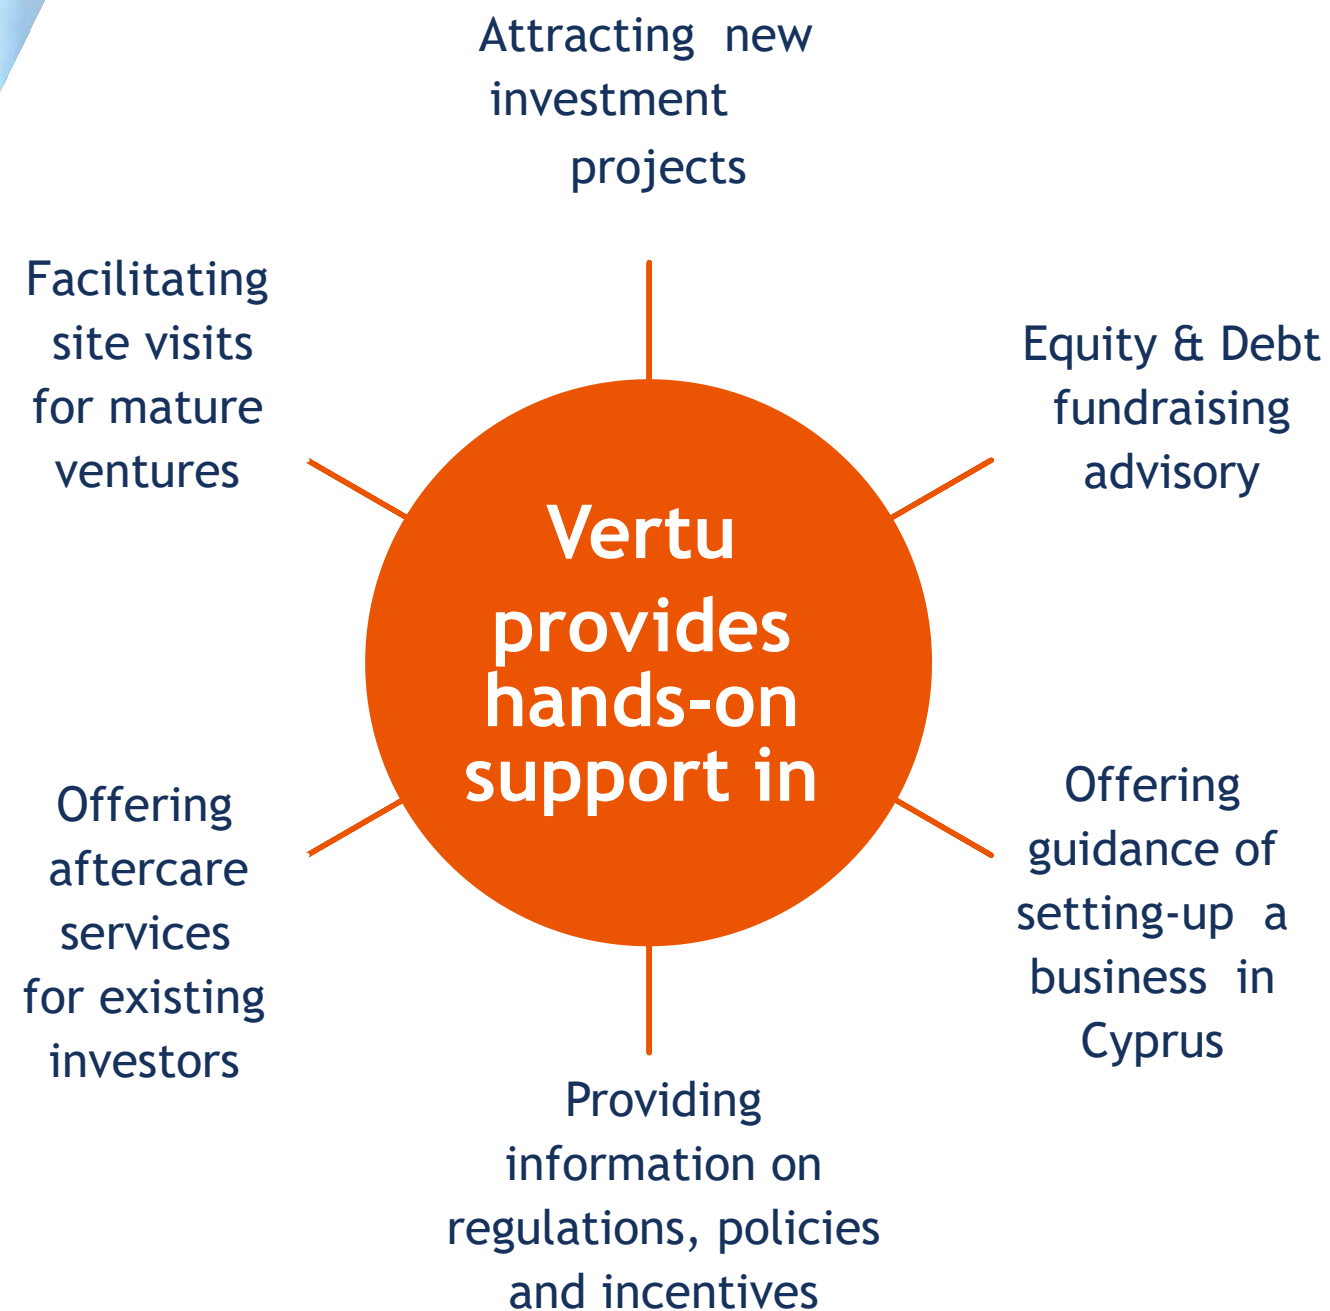 Attracting new
investment
projects
Facilitating
site visits
for mature
ventures
Equity & Debt
fundraising
advisory
Vertu
provides
hands-on
support in
Offering
aftercare
services
for existing
investors
Offering
guidance of
setting-up a
business in
Cyprus
Providing
information on
regulations, policies
and incentives